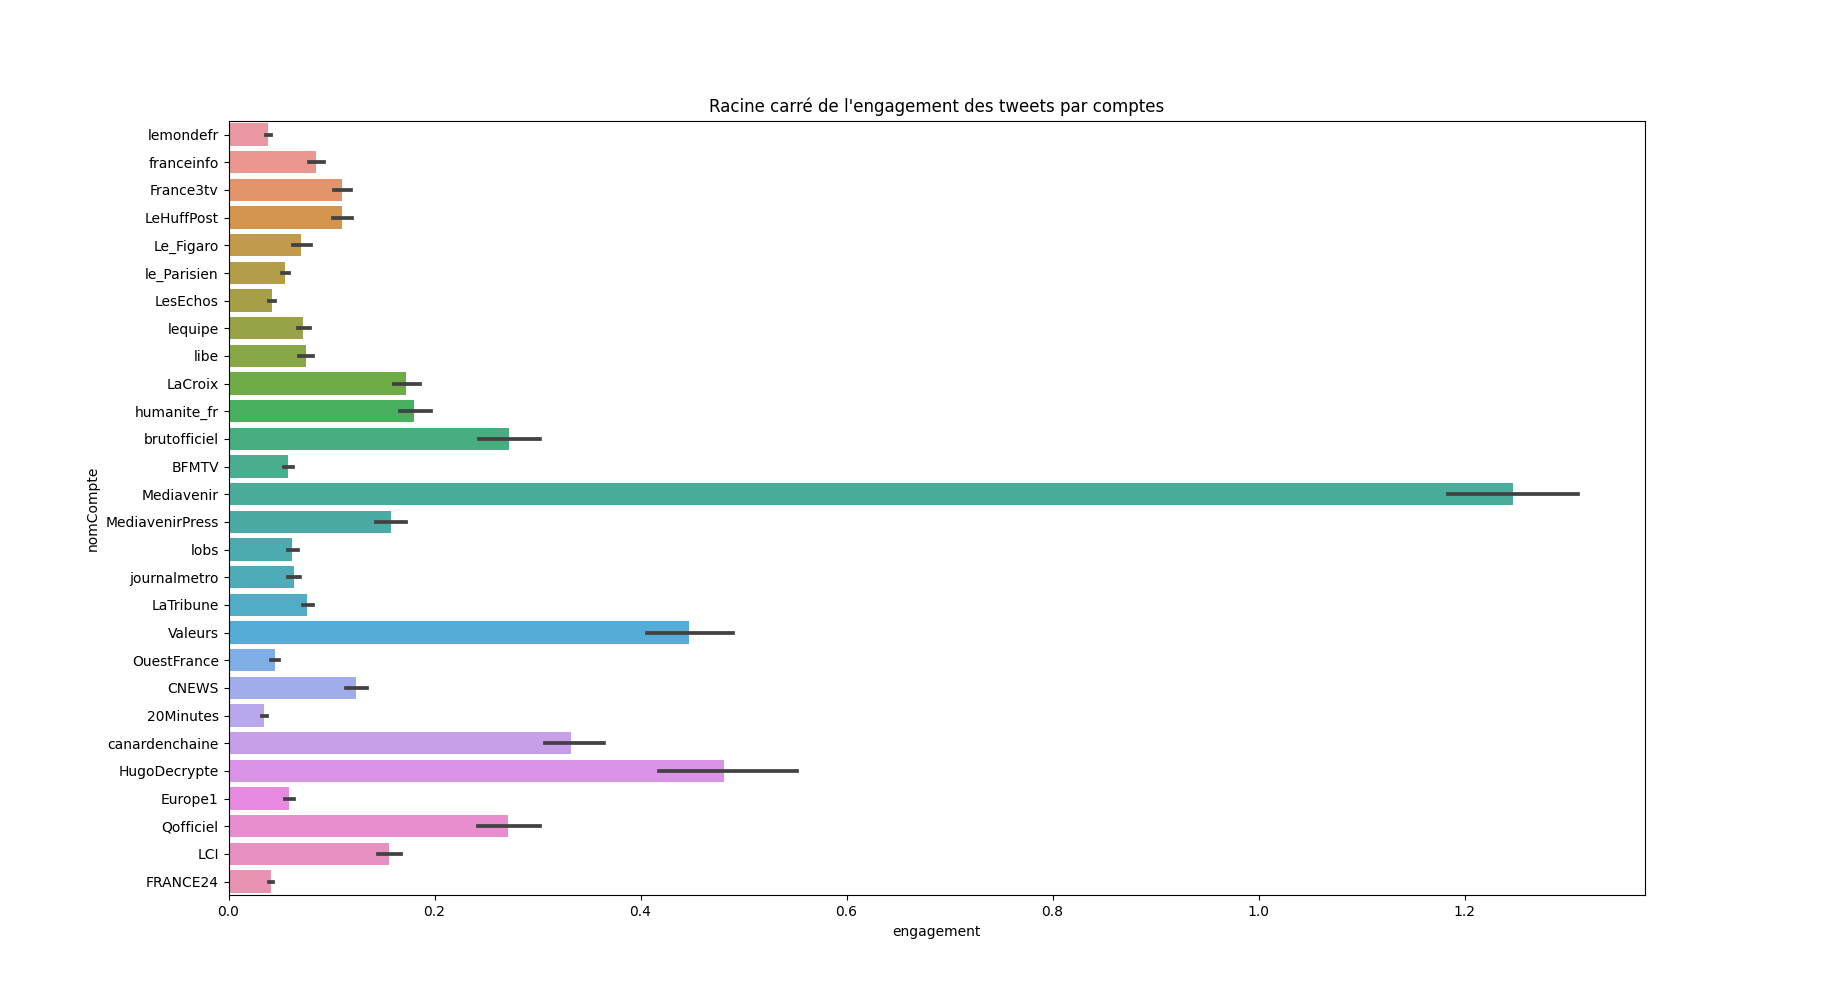 Racine carré de l'engagement des tweets par comptes
nomCompte
lemondefr
franceinfo
France3tv
LeHuffPost
Le_Figaro
le_Parisien
LesEchos
lequipe
libe
LaCroix
humanite_fr
brutofficiel
BFMTV
Mediavenir
MediavenirPress
lobs
journalmetro
LaTribune
Valeurs
OuestFrance
CNEWS
20Minutes
canardenchaine
HugoDecrypte
Europe1
Qofficiel
LCI
FRANCE24
0.0 0.2 0.4 0.6 0.8 1.0 1.2
engagement